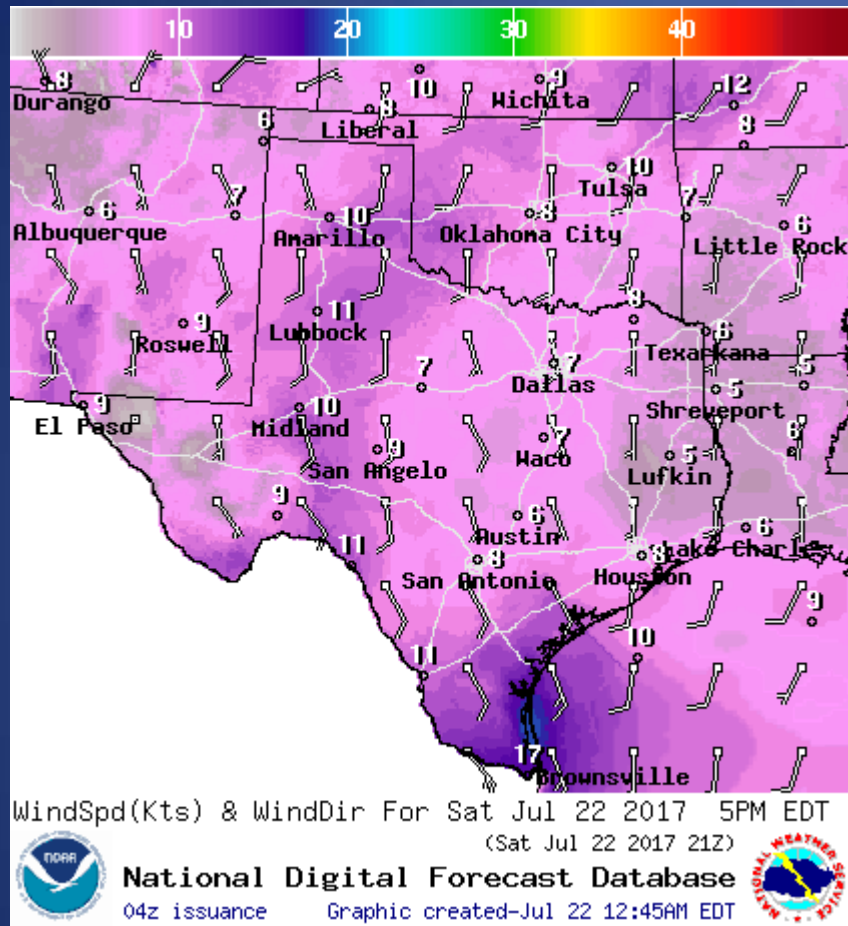 10 20 30 40
8 10 9 12
Durango Wichita
8
Liberal
6 8
10
Tulsa
6 7 10 8 7 6
Albuquerque Amarillo Oklahoma City Little Rock
9 11 9
Roswell Lubbock 6
Texarkana
7 7 5
Dallas
9 10 5
El Paso Midland Shreveport
9 7 6
San Angelo Waco 5
Lufkin
9 6 6
Austin Lake Charles
11 8 8
San Antonio Houston
9
10
11
17
Brownsville
WindSpd(Kts) & WindDir For Sat Jul 22 2017 5PM EDT
(Sat Jul 22 2017 21Z)
NOAA
National Digital Forecast Database
04z issuance Graphic created-Jul 22 12:45AM EDT
NATIONAL WEATHER SERVICE